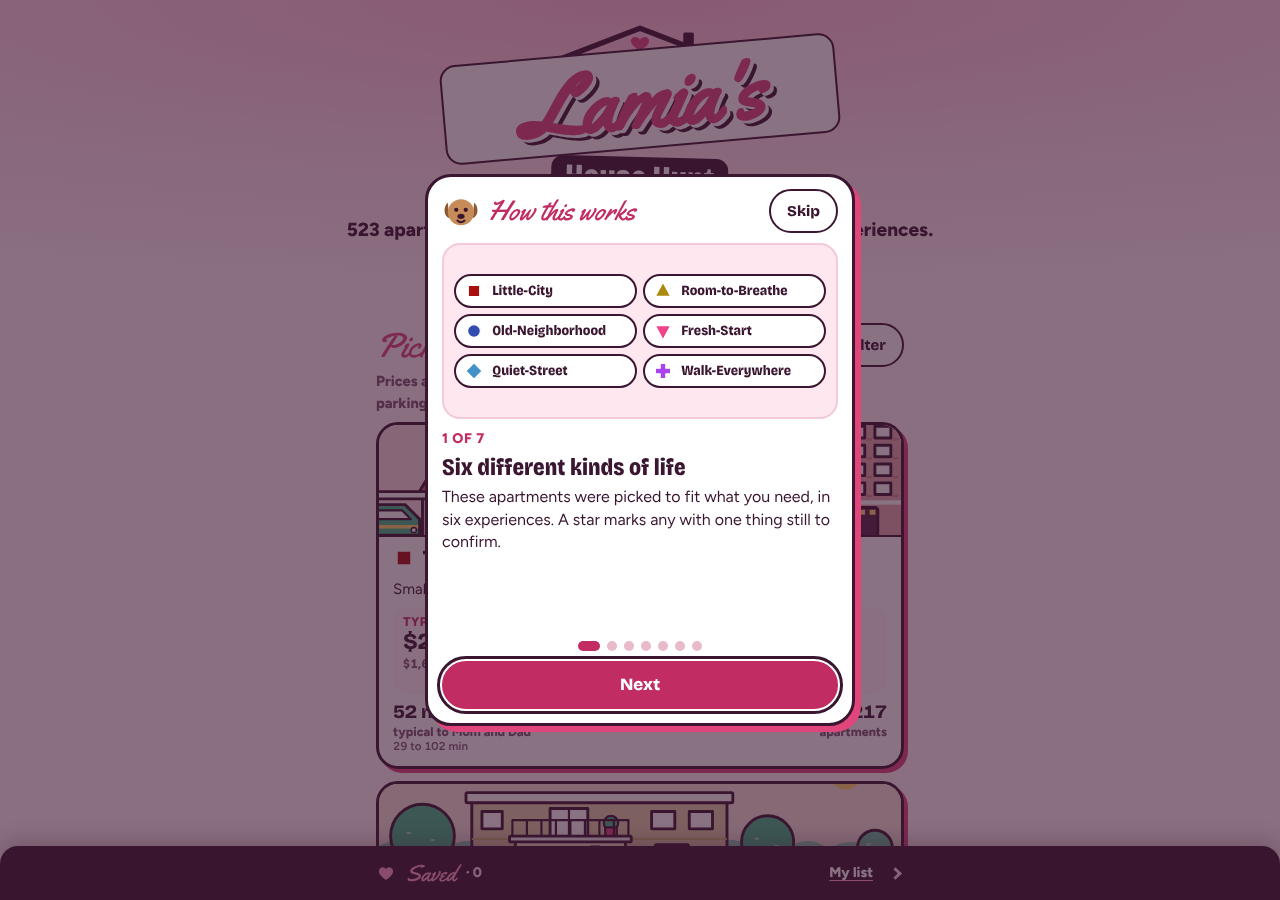 Lamia's
House Hunt
523 apar
eriences.
How this works
Skip
Little-City
Room-to-Breathe
Old-Neighborhood
Fresh-Start
Quiet-Street
Walk-Everywhere
1 OF 7
Six different kinds of life
These apartments were picked to fit what you need, in
six experiences. A star marks any with one thing still to
confirm.
Next
Prices
parking
typical to Mom and Dad
29 to 102 min
217
apartments
Saved · 0
My list